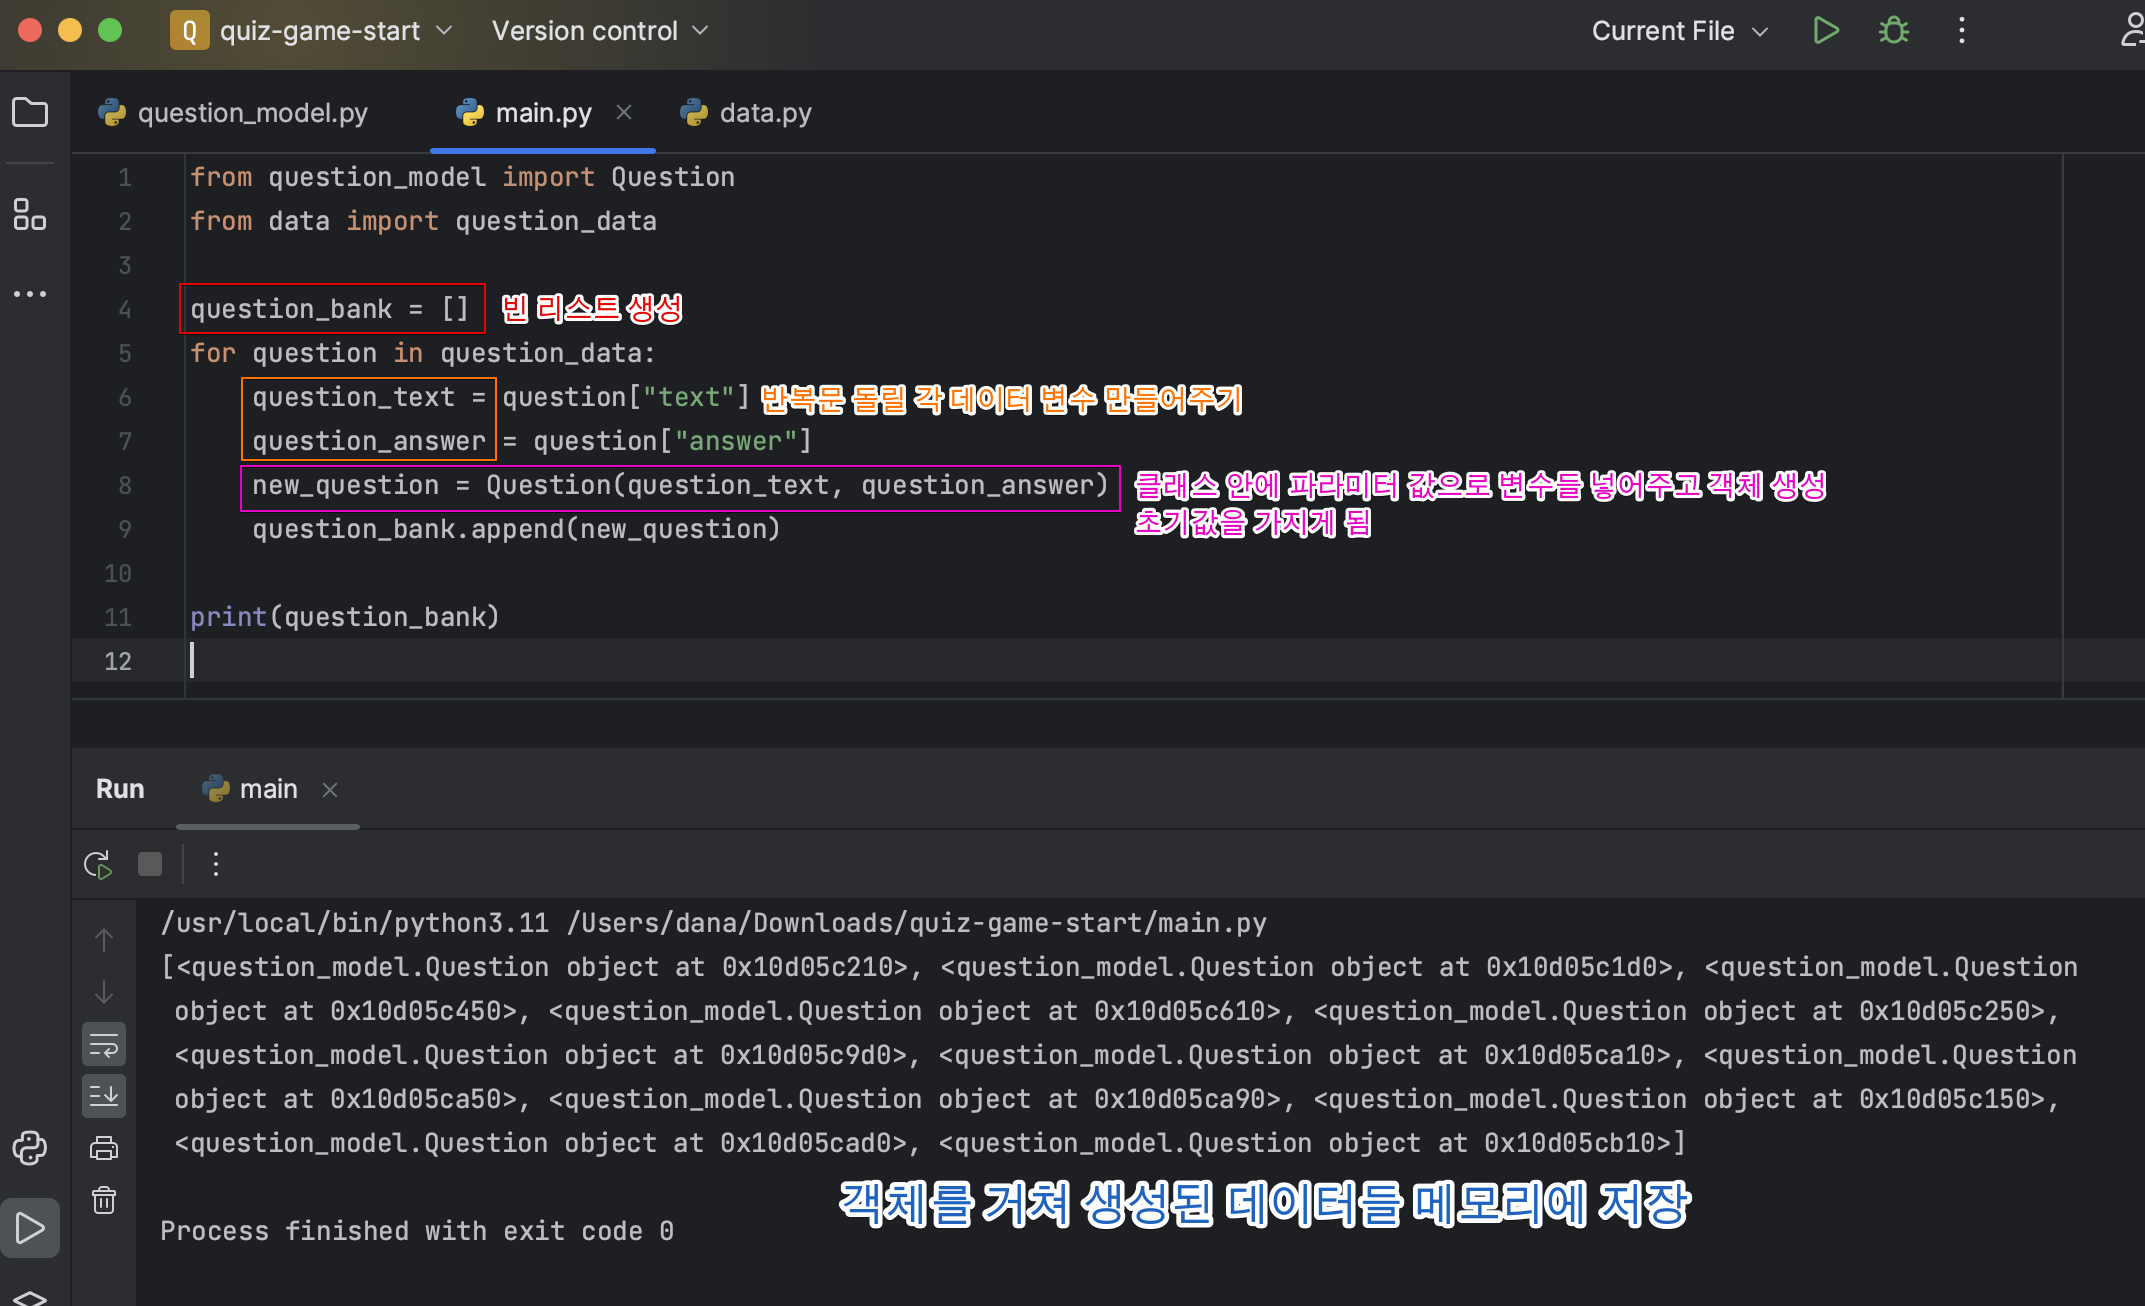 Q quiz-game-start Version control Current File
question_model.py main.py data.py
1 from question_model import Question
2 from data import question_data
3
4 question_bank = [] 빈 리스트 생성
5 for question in question_data:
6 question_text = question["text"] 반복문 돌릴 각 데이터 변수 만들어주기
7 question_answer = question["answer"]
8 new_question = Question(question_text, question_answer) 클래스 안에 파라미터 값으로 변수들 넣어주고 객체 생성
초기값을 가지게 됨
9 question_bank.append(new_question)
10
11 print(question_bank)
12
Run main
/usr/local/bin/python3.11 /Users/dana/Downloads/quiz-game-start/main.py
[<question_model.Question object at 0x10d05c210>, <question_model.Question object at 0x10d05c1d0>, <question_model.Question
object at 0x10d05c450>, <question_model.Question object at 0x10d05c610>, <question_model.Question object at 0x10d05c250>,
<question_model.Question object at 0x10d05c9d0>, <question_model.Question object at 0x10d05ca10>, <question_model.Question
object at 0x10d05ca50>, <question_model.Question object at 0x10d05ca90>, <question_model.Question object at 0x10d05c150>,
<question_model.Question object at 0x10d05cad0>, <question_model.Question object at 0x10d05cb10>]
객체를 거쳐 생성된 데이터들 메모리에 저장
Process finished with exit code 0